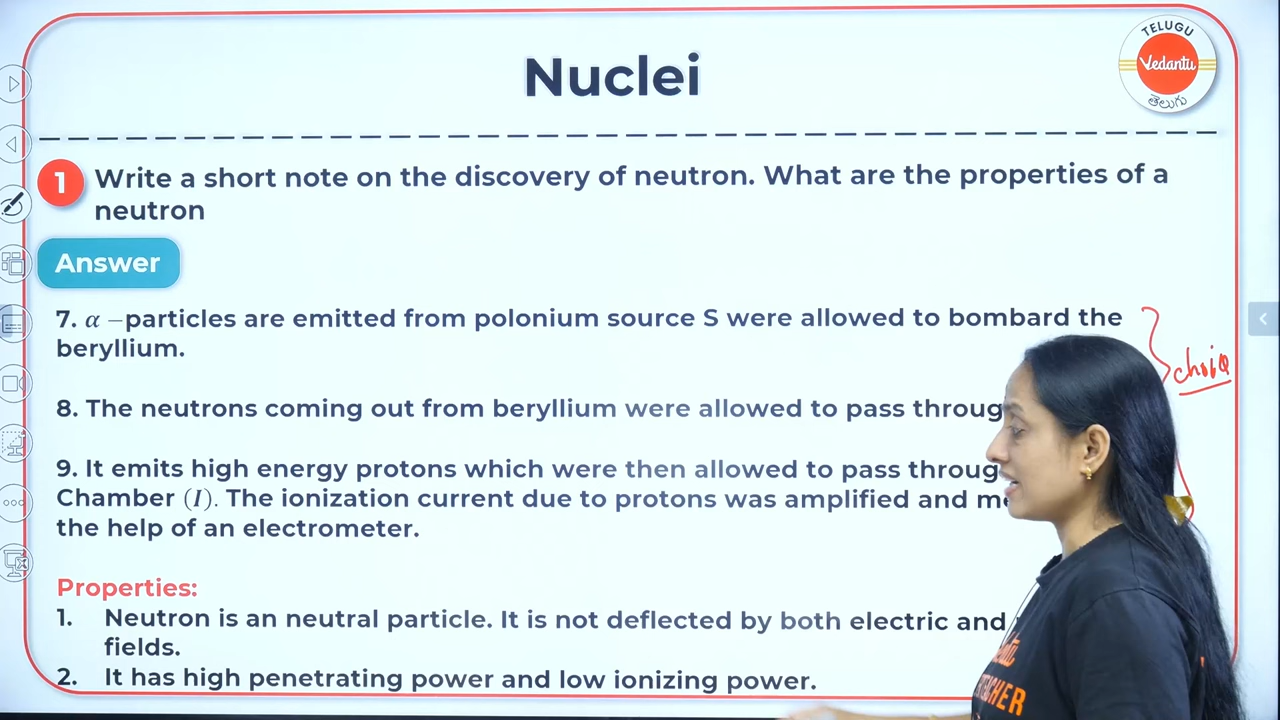 Nuclei
TELUGU
Vedantu
తెలుగు
1 Write a short note on the discovery of neutron. What are the properties of a
neutron
Answer
7. α –particles are emitted from polonium source S were allowed to bombard the
beryllium.
8. The neutrons coming out from beryllium were allowed to pass throug
9. It emits high energy protons which were then allowed to pass throug
Chamber (I). The ionization current due to protons was amplified and me
the help of an electrometer.
Properties:
1. Neutron is an neutral particle. It is not deflected by both electric and
fields.
2. It has high penetrating power and low ionizing power.